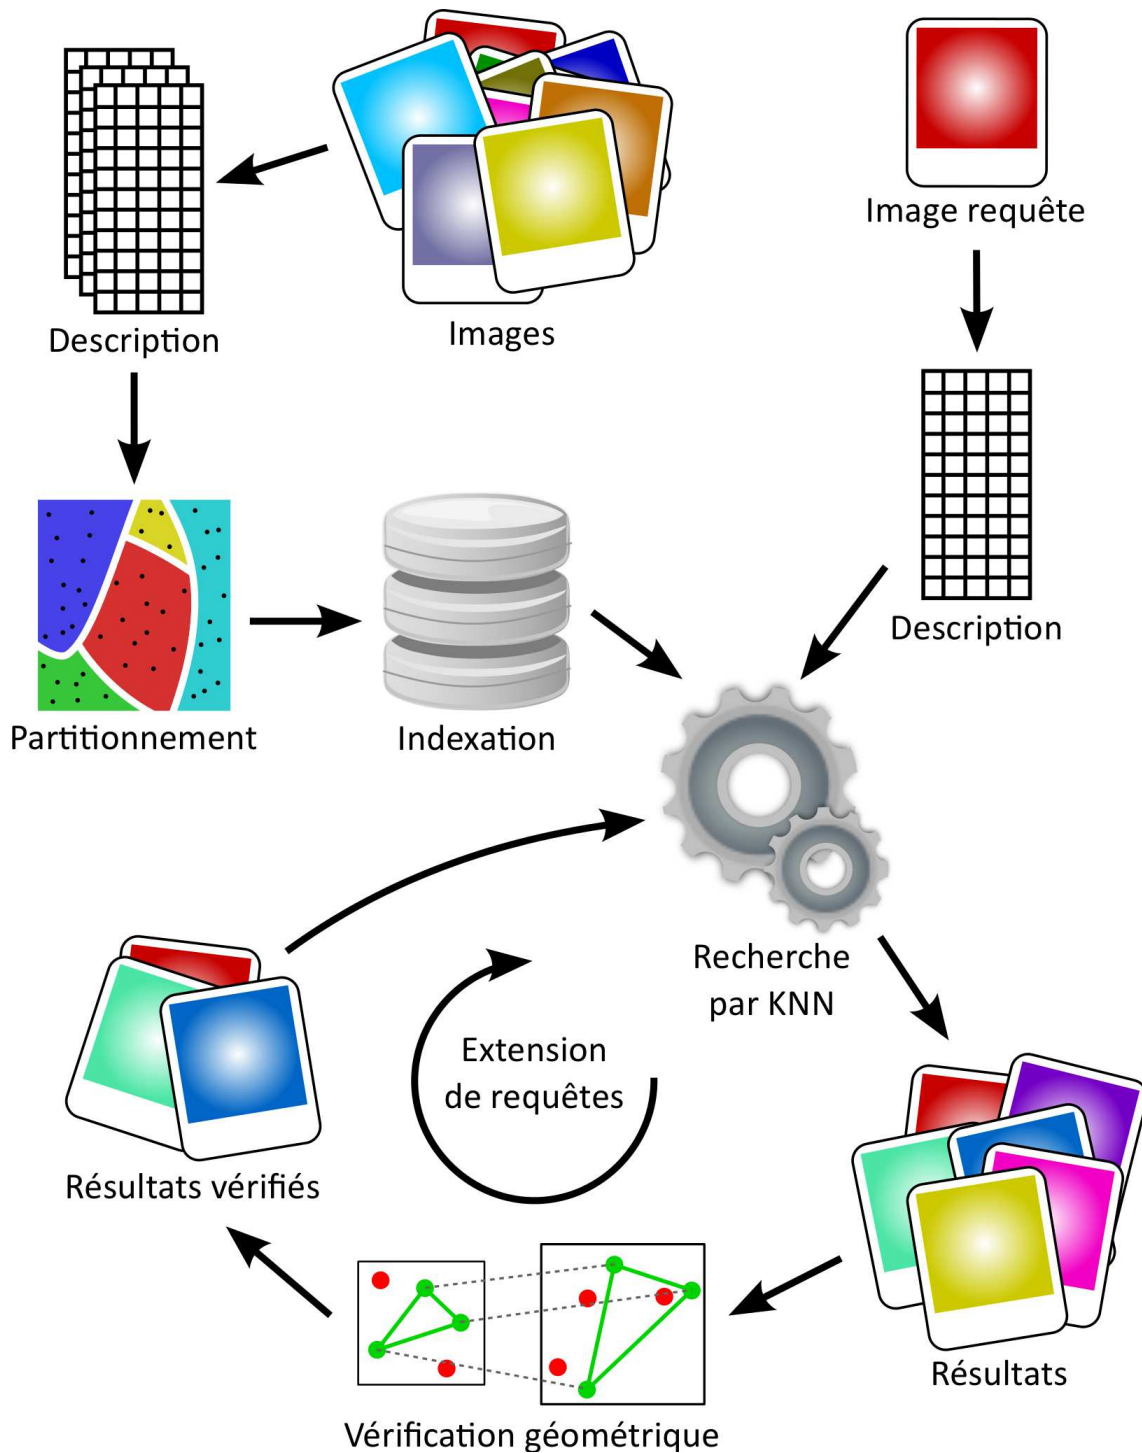 Image requête
Images
Description
Description
Partitionnement
Indexation
Recherche
par KNN
Extension
de requêtes
Résultats vérifiés
Résultats
Vérification géométrique